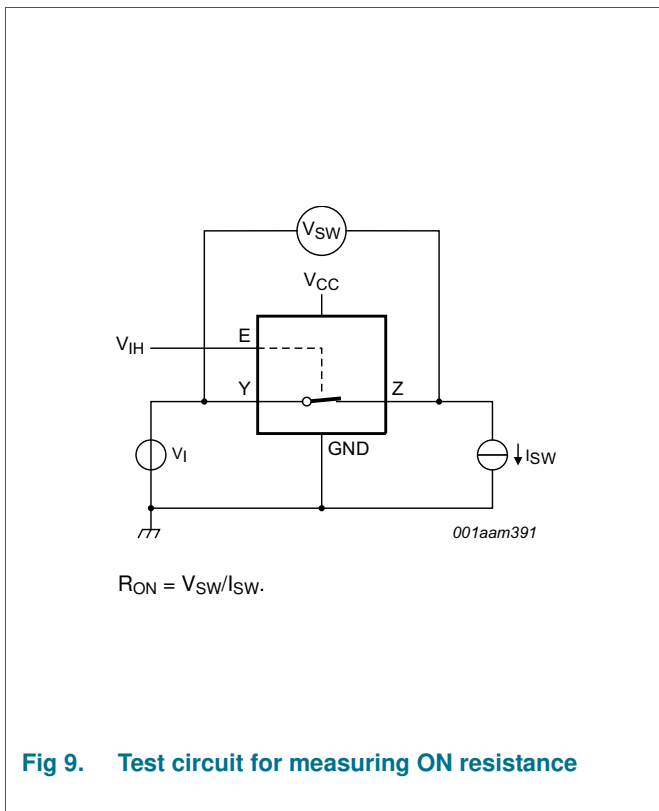 VSW
VCC
VIH
E
Y
Z
VI
GND
ISW
001aam391
RON = VSW/ISW.
Fig 9. Test circuit for measuring ON resistance